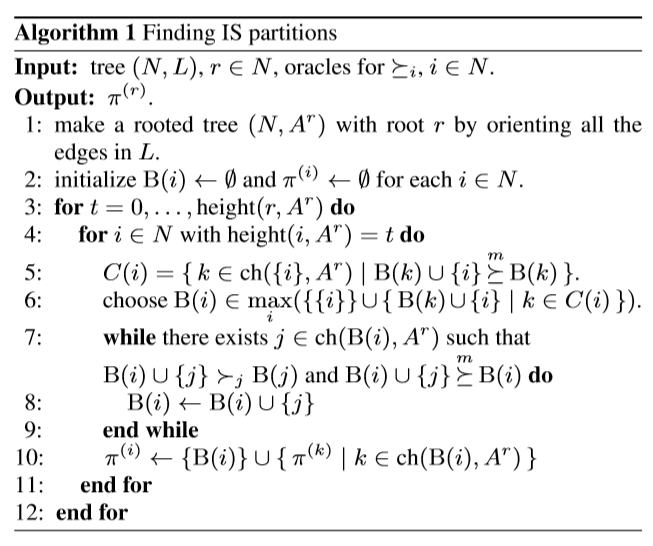 Algorithm 1 Finding IS partitions
Input: tree (N, L), r ∈ N, oracles for ⪰ᵢ, i ∈ N.
Output: π⁽ʳ⁾.
1: make a rooted tree (N, Aʳ) with root r by orienting all the
edges in L.
2: initialize B(i) ← ∅ and π⁽ⁱ⁾ ← ∅ for each i ∈ N.
3: for t = 0, . . . , height(r, Aʳ) do
4: for i ∈ N with height(i, Aʳ) = t do
5: C(i) = { k ∈ ch({i}, Aʳ) | B(k) ∪ {i} ⪰ᵐ B(k) }.
6: choose B(i) ∈ maxᵢ({{i}} ∪ { B(k) ∪ {i} | k ∈ C(i) }).
7: while there exists j ∈ ch(B(i), Aʳ) such that
B(i) ∪ {j} ≻ⱼ B(j) and B(i) ∪ {j} ⪰ᵐ B(i) do
8: B(i) ← B(i) ∪ {j}
9: end while
10: π⁽ⁱ⁾ ← {B(i)} ∪ { π⁽ᵏ⁾ | k ∈ ch(B(i), Aʳ) }
11: end for
12: end for